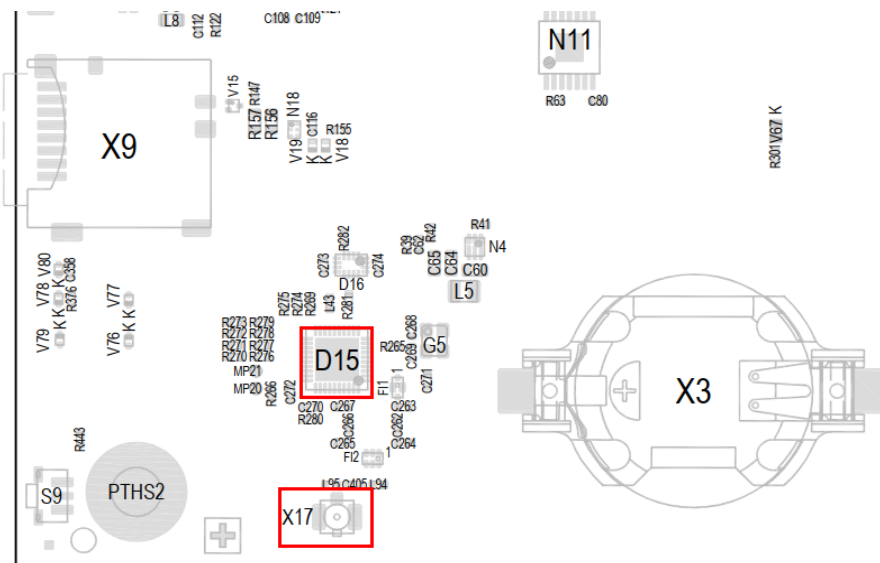 L8
C112
R122
C108 C109
N11
R63 C80
X9
V15
R147
R157
R156
N18
C116
R155
V19
K
K
V18
R301 V67 K
R282
C273
C274
D16
R39
C62
R42
R41
N4
C65
C64
C60
L5
V80
K
C358
V78
K
R376
V79
K
K
V77
V76
K
K
R275
R274
R269
L43
R281
R273 R279
R272 R278
R271 R277
R270 R276
MP21
MP20
R266
C272
D15
R265
C268
C269
G5
C271
FI1
1
C270 C267
R280
C266
C265
C263
C262
C264
FI2
1
X3
R443
S9
PTHS2
L95 C405 L94
X17